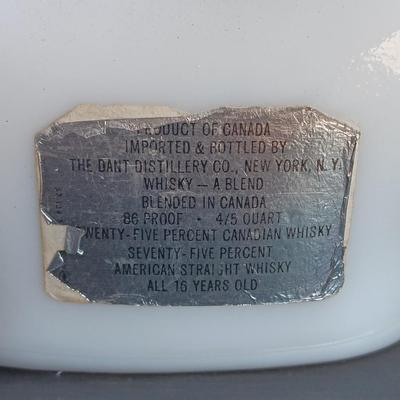 PRODUCT OF CANADA
IMPORTED & BOTTLED BY
THE DANT DISTILLERY CO., NEW YORK, N.Y.
WHISKY — A BLEND
BLENDED IN CANADA
86 PROOF • 4/5 QUART
WENTY-FIVE PERCENT CANADIAN WHISKY
SEVENTY-FIVE PERCENT
AMERICAN STRAIGHT WHISKY
ALL 16 YEARS OLD